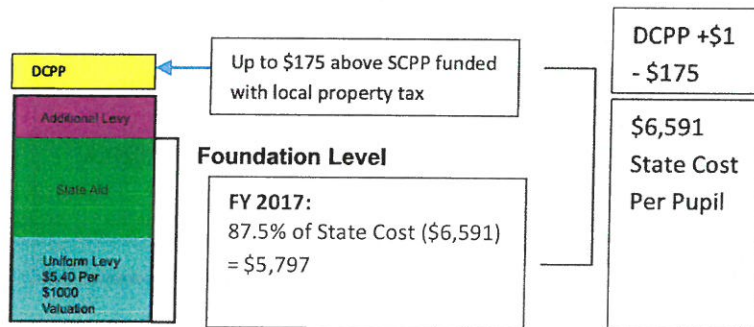 DCPP
Up to $175 above SCPP funded
with local property tax
DCPP +$1
- $175
Additional Levy
State Aid
Uniform Levy
$5.40 Per
$1000
Valuation
Foundation Level
FY 2017:
87.5% of State Cost ($6,591)
= $5,797
$6,591
State Cost
Per Pupil